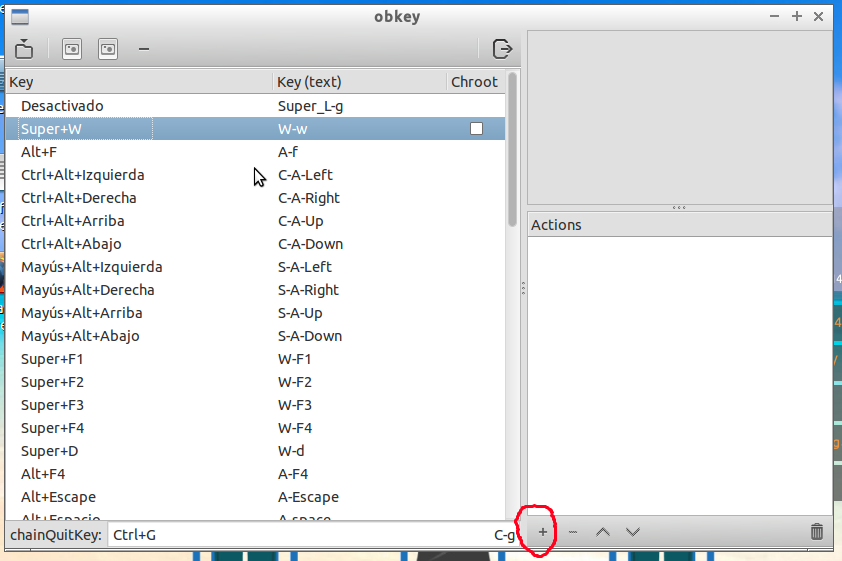 obkey
Key Key (text) Chroot
Desactivado Super_L-g
Super+W W-w
Alt+F A-f
Ctrl+Alt+Izquierda C-A-Left
Ctrl+Alt+Derecha C-A-Right
Ctrl+Alt+Arriba C-A-Up
Ctrl+Alt+Abajo C-A-Down
Mayús+Alt+Izquierda S-A-Left
Mayús+Alt+Derecha S-A-Right
Mayús+Alt+Arriba S-A-Up
Mayús+Alt+Abajo S-A-Down
Super+F1 W-F1
Super+F2 W-F2
Super+F3 W-F3
Super+F4 W-F4
Super+D W-d
Alt+F4 A-F4
Alt+Escape A-Escape
Alt+Espacio A-space
chainQuitKey: Ctrl+G C-g
Actions